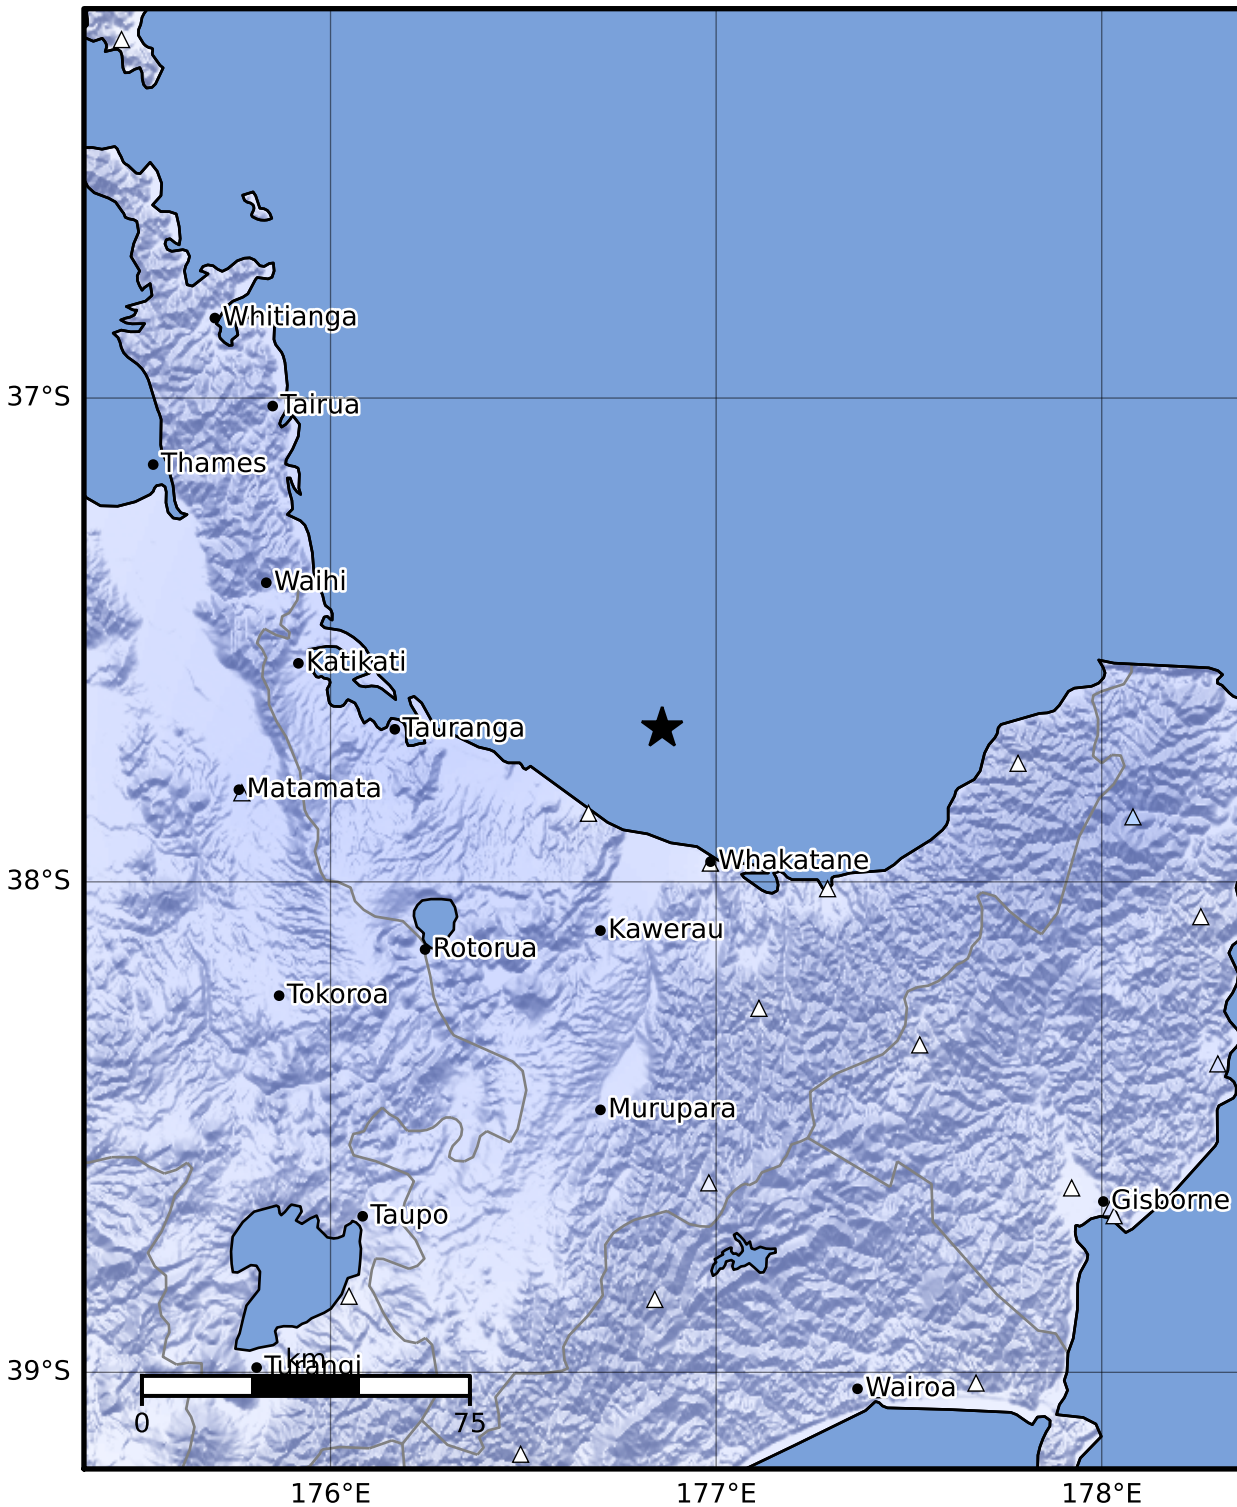 Whitianga
37°S
Tairua
Thames
Waihi
Katikati
Tauranga
Matamata
Whakatane
38°S
Kawerau
Rotorua
Tokoroa
Murupara
Gisborne
Taupo
km
Turangi
39°S
Wairoa
0
75
176°E
177°E
178°E